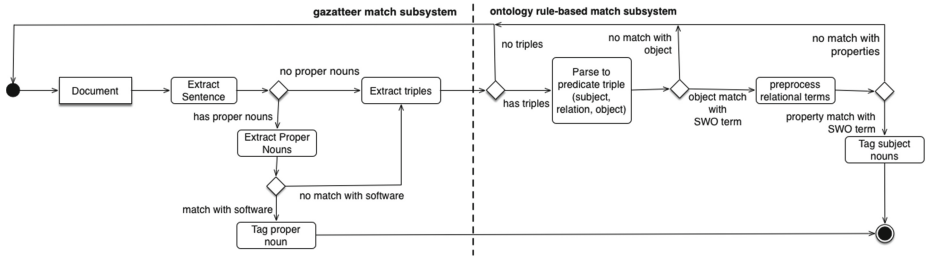 gazatteer match subsystem
ontology rule-based match subsystem
no triples
no match with
object
no match with
properties
Document
Extract
Sentence
no proper nouns
Extract triples
has triples
Parse to
predicate triple
(subject,
relation, object)
object match
with
SWO term
preprocess
relational terms
property match with
SWO term
has proper nouns
Extract Proper
Nouns
Tag subject
nouns
no match with software
match with software
Tag proper
noun